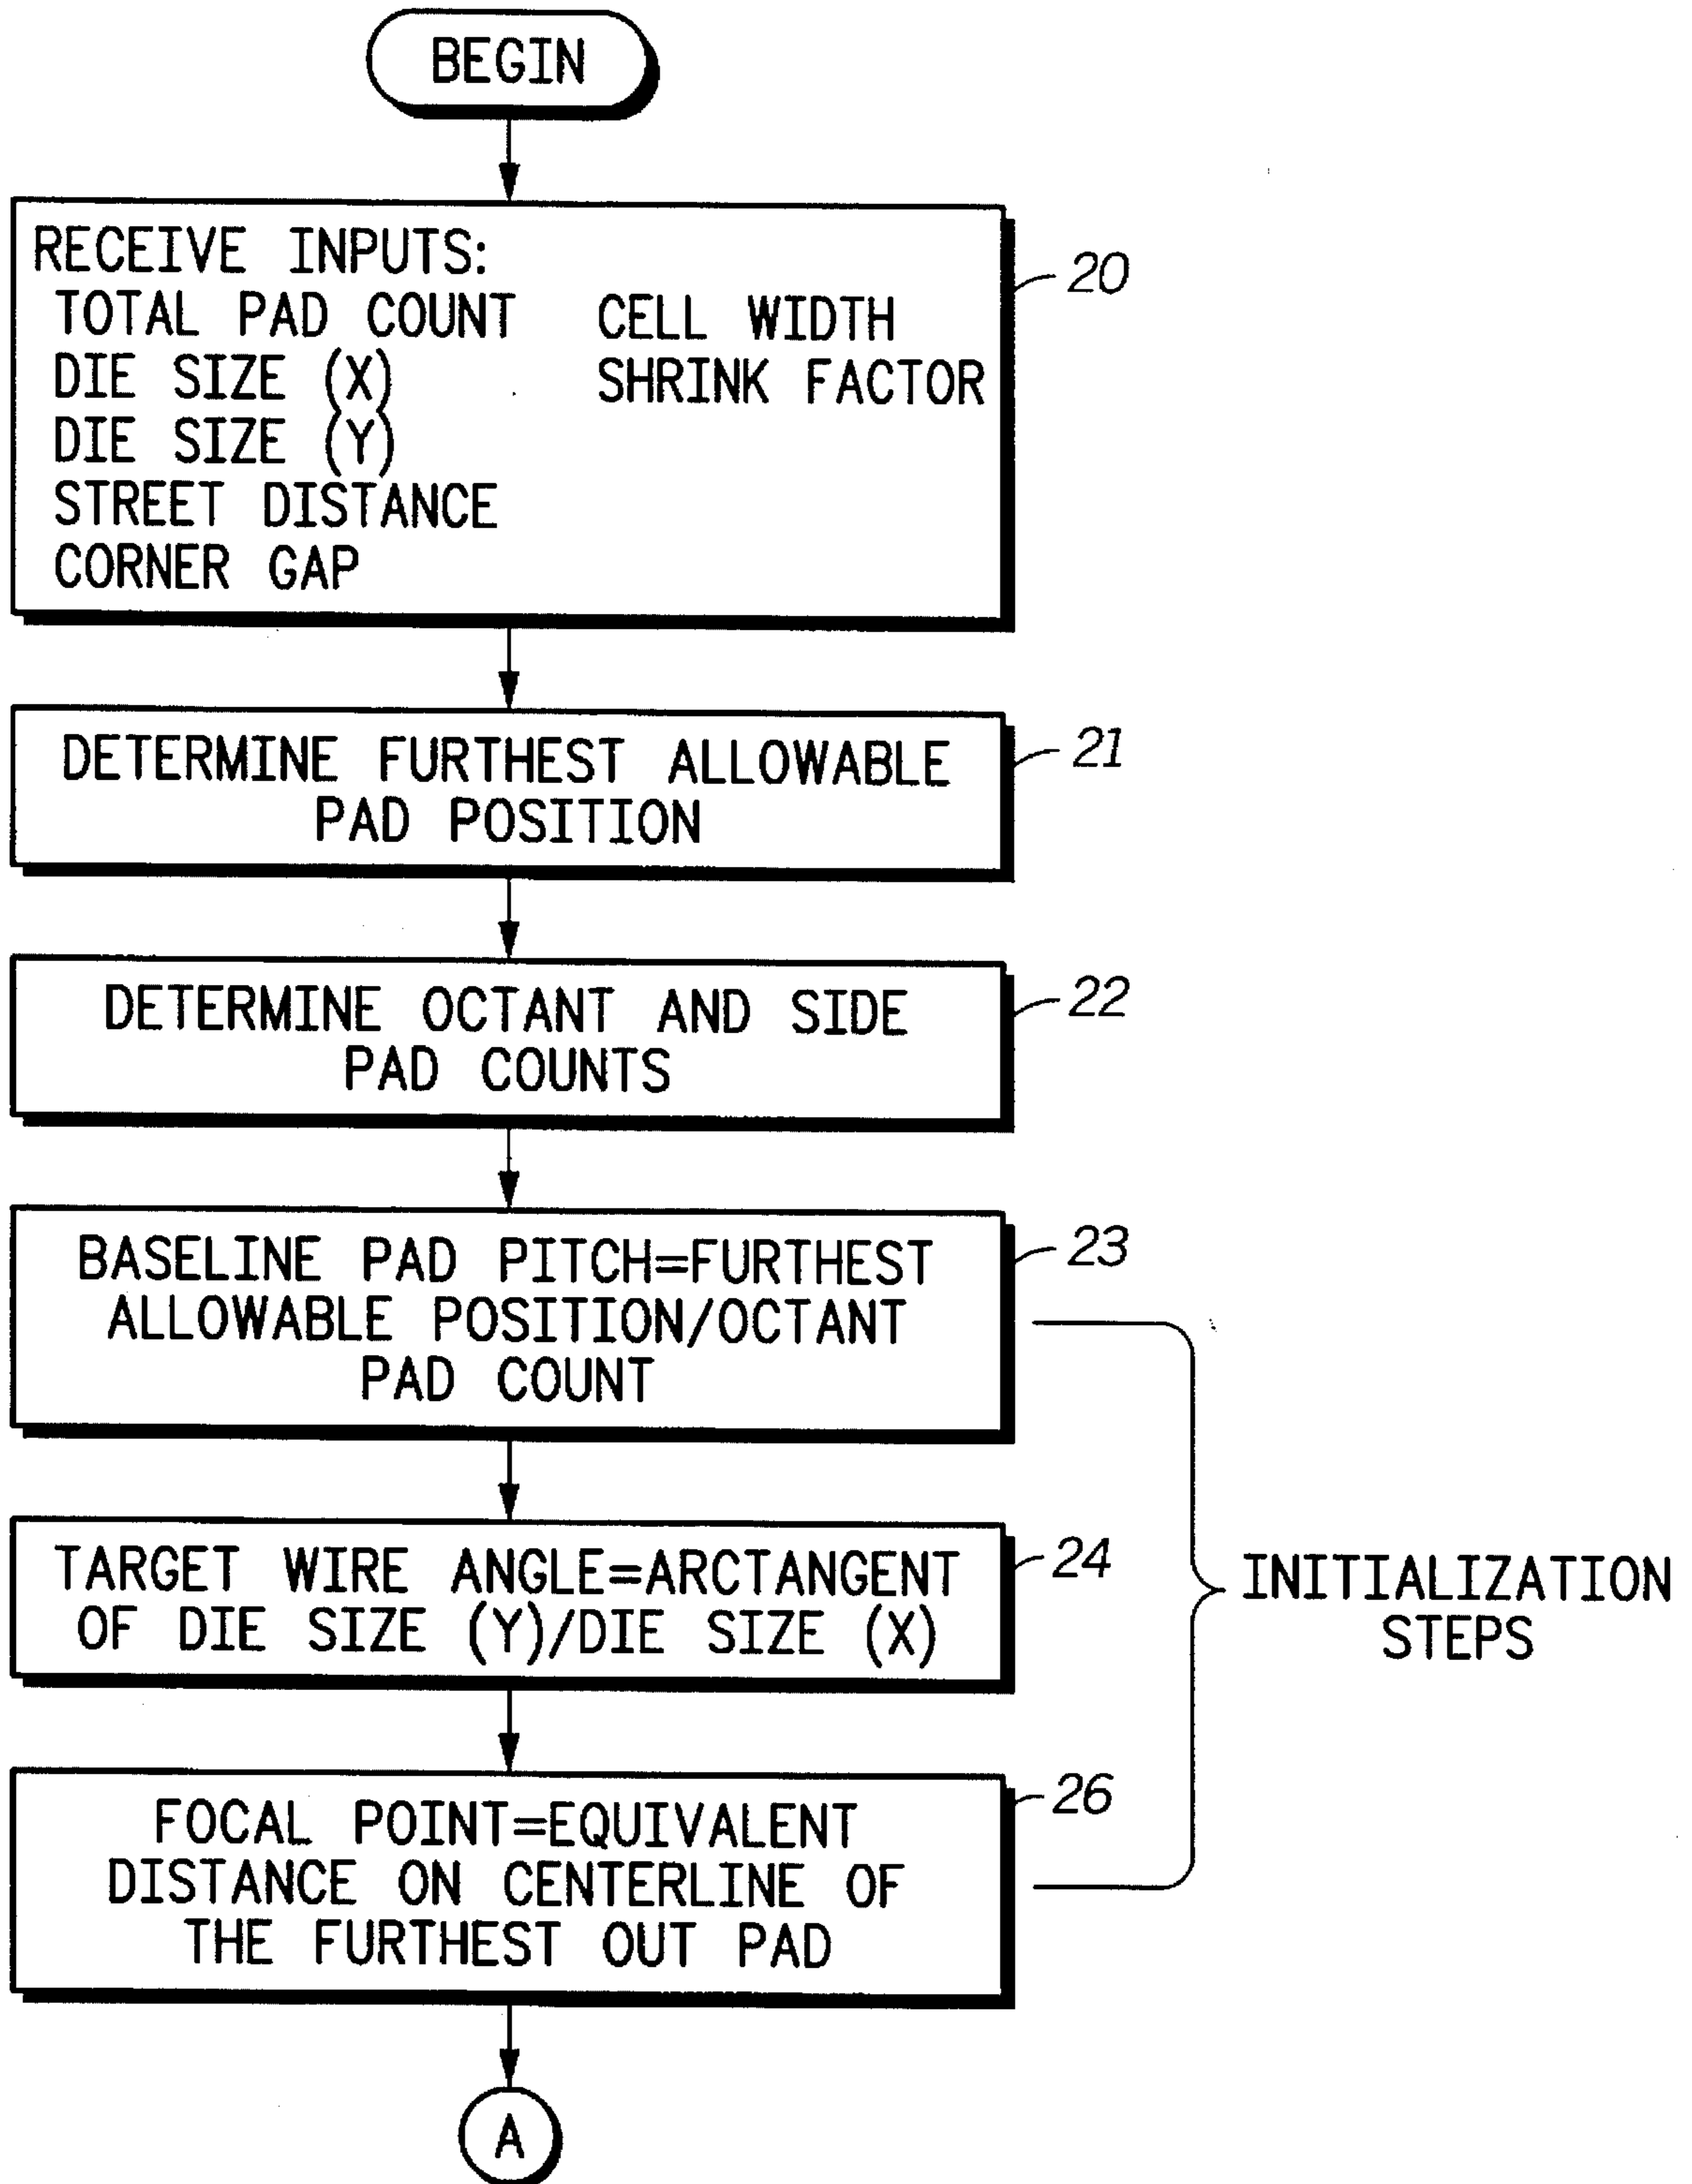 BEGIN
RECEIVE INPUTS:
TOTAL PAD COUNT CELL WIDTH
DIE SIZE (X) SHRINK FACTOR
DIE SIZE (Y)
STREET DISTANCE
CORNER GAP
20
DETERMINE FURTHEST ALLOWABLE
PAD POSITION
21
DETERMINE OCTANT AND SIDE
PAD COUNTS
22
BASELINE PAD PITCH=FURTHEST
ALLOWABLE POSITION/OCTANT
PAD COUNT
23
TARGET WIRE ANGLE=ARCTANGENT
OF DIE SIZE (Y)/DIE SIZE (X)
24
INITIALIZATION
STEPS
FOCAL POINT=EQUIVALENT
DISTANCE ON CENTERLINE OF
THE FURTHEST OUT PAD
26
A